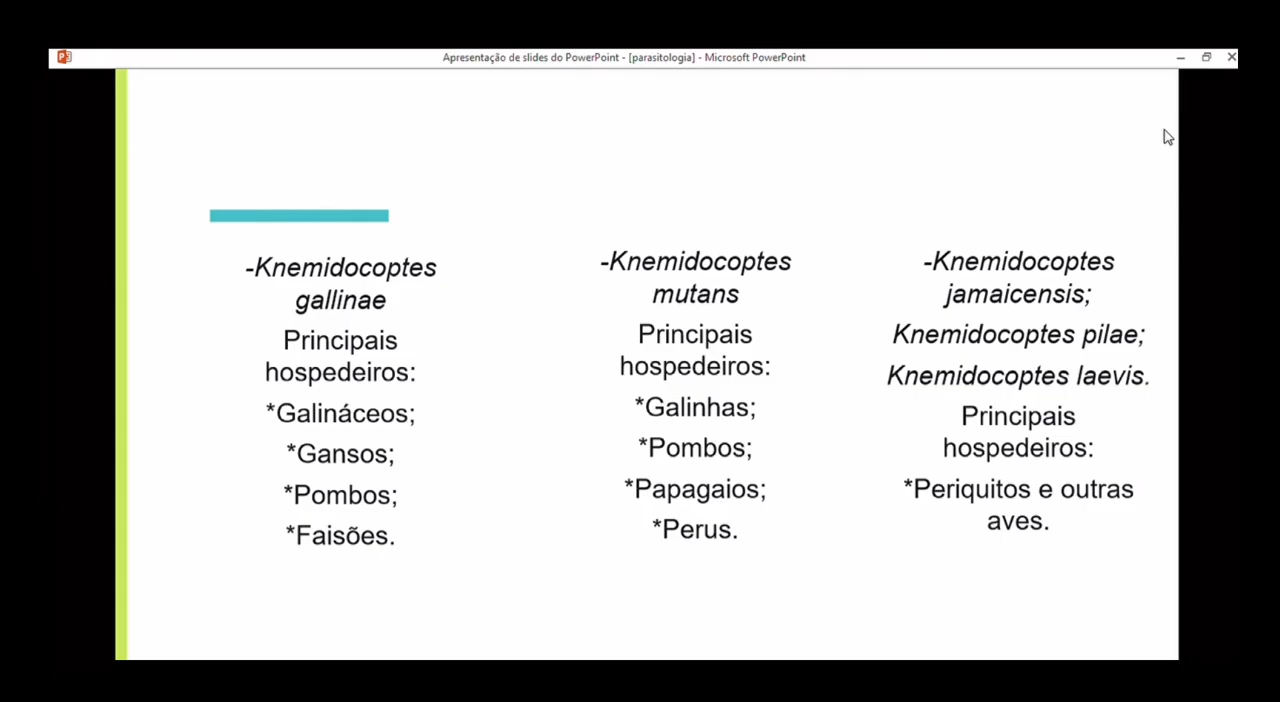 Apresentação de slides do PowerPoint - [parasitologia] - Microsoft PowerPoint
-Knemidocoptes
gallinae
Principais
hospedeiros:
*Galináceos;
*Gansos;
*Pombos;
*Faisões.
-Knemidocoptes
mutans
Principais
hospedeiros:
*Galinhas;
*Pombos;
*Papagaios;
*Perus.
-Knemidocoptes
jamaicensis;
Knemidocoptes pilae;
Knemidocoptes laevis.
Principais
hospedeiros:
*Periquitos e outras
aves.